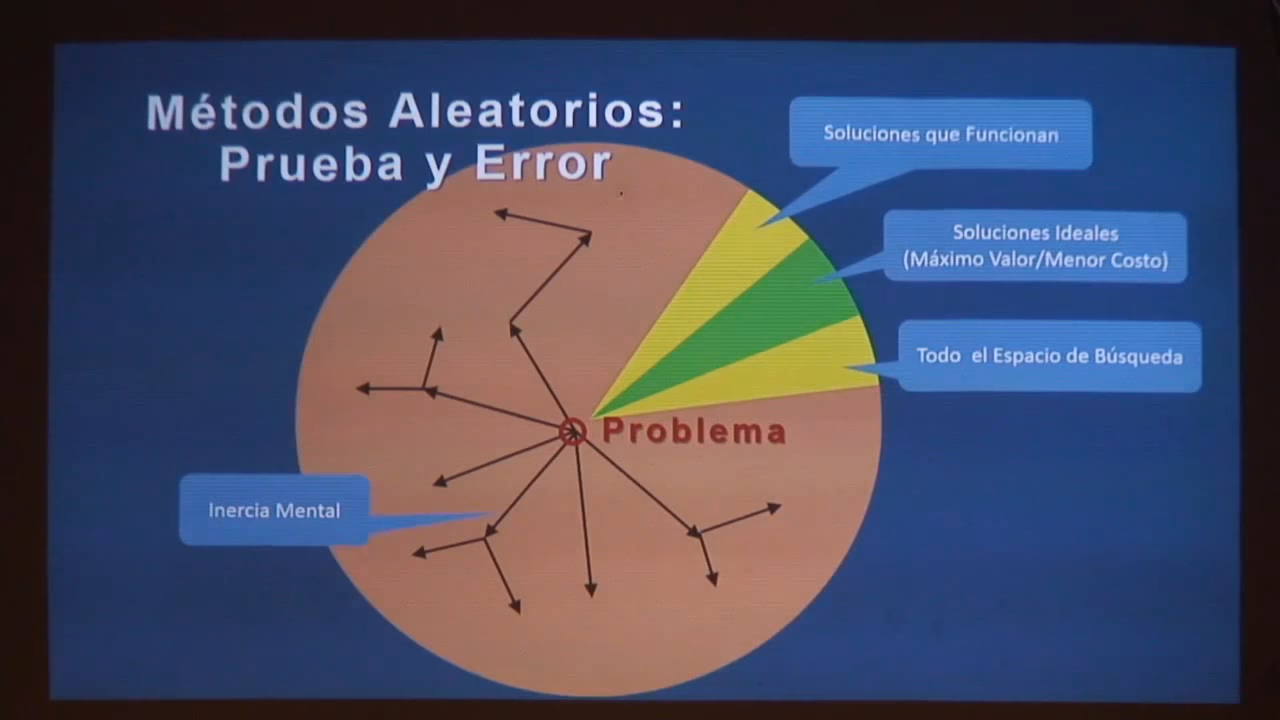 Métodos Aleatorios:
Prueba y Error
Soluciones que Funcionan
Soluciones Ideales
(Máximo Valor/Menor Costo)
Todo el Espacio de Búsqueda
Problema
Inercia Mental